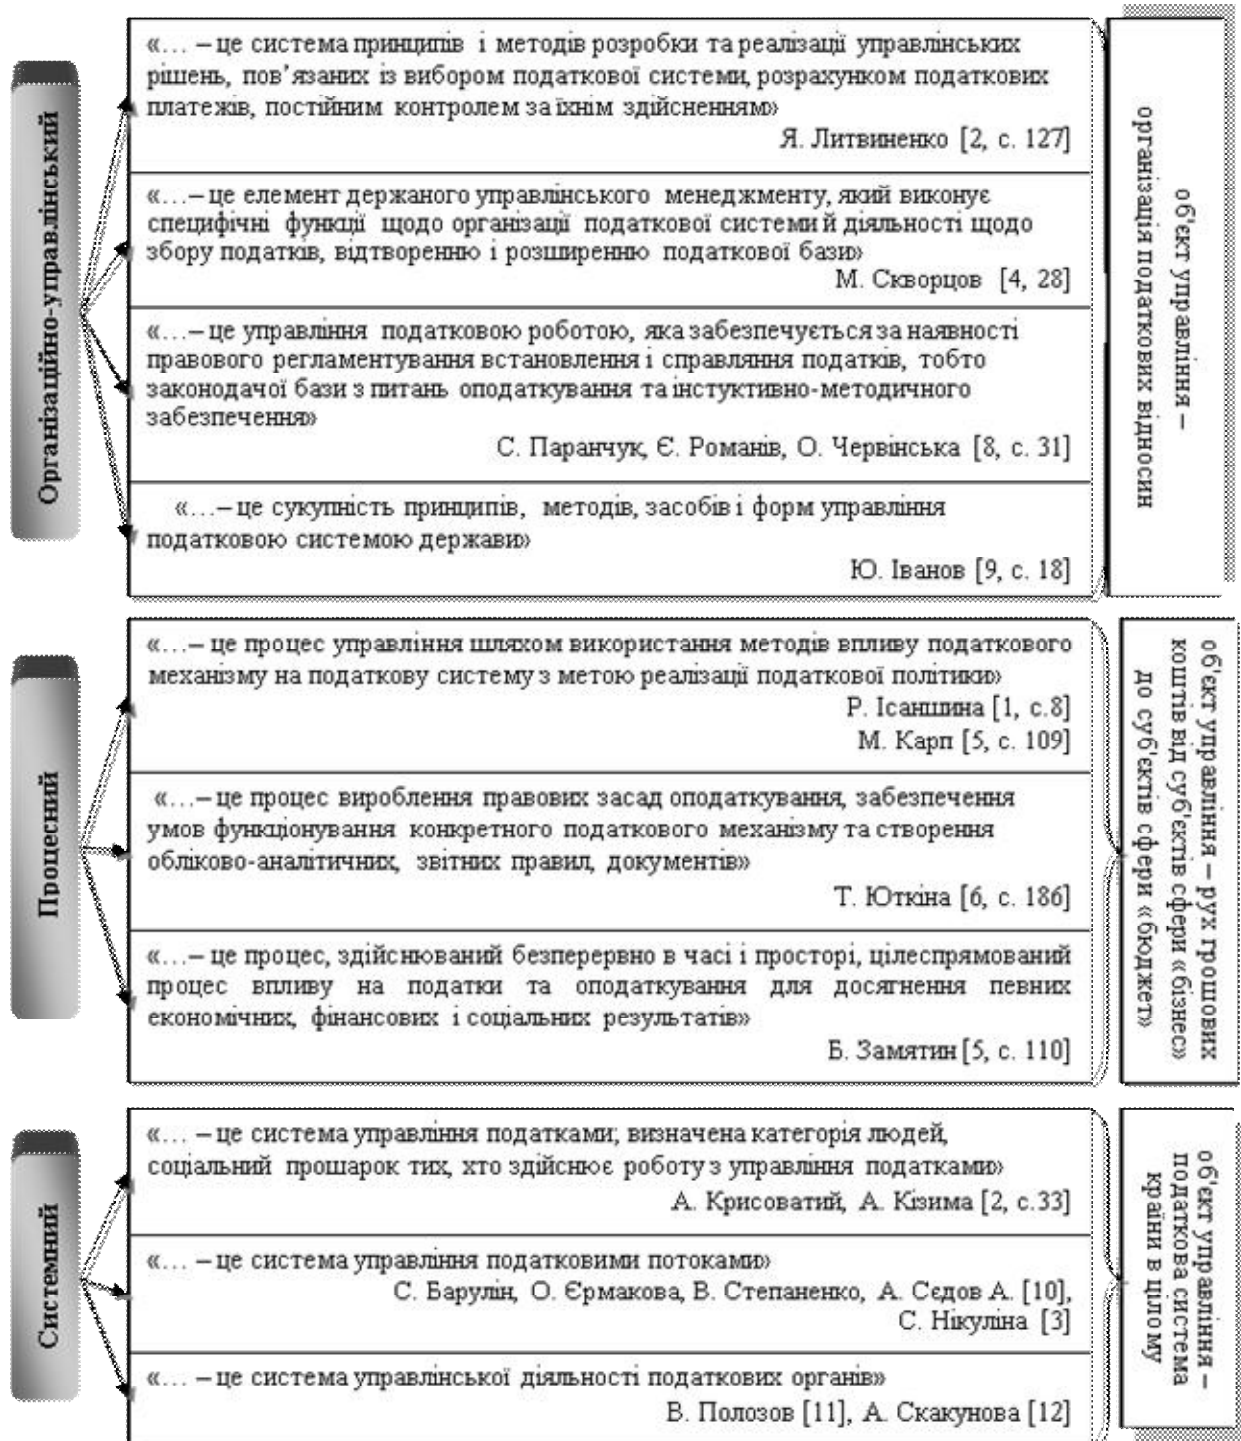 Організаційно-управлінський
«… – це система принципів і методів розробки та реалізації управлінських
рішень, пов’язаних із вибором податкової системи, розрахунком податкових
платежів, постійним контролем за їхнім здійсненням»
Я. Литвиненко [2, с. 127]
«…– це елемент держаного управлінського менеджменту, який виконує
специфічні функції щодо організації податкової системи й діяльності щодо
збору податків, відтворенню і розширенню податкової бази»
М. Скворцов [4, 28]
«…– це управління податковою роботою, яка забезпечується за наявності
правового регламентування встановлення і справляння податків, тобто
законодачої бази з питань оподаткування та інстуктивно-методичного
забезпечення»
С. Паранчук, Є. Романів, О. Червінська [8, с. 31]
«…– це сукупність принципів, методів, засобів і форм управління
податковою системою держави»
Ю. Іванов [9, с. 18]
об'єкт управління –
організація податкових відносин
Процесний
«…– це процес управління шляхом використання методів впливу податкового
механізму на податкову систему з метою реалізації податкової політики»
Р. Ісаншина [1, с.8]
М. Карп [5, с. 109]
«…– це процес вироблення правових засад оподаткування, забезпечення
умов функціонування конкретного податкового механізму та створення
обліково-аналітичних, звітних правил, документів»
Т. Юткіна [6, с. 186]
«…– це процес, здійснюваний безперервно в часі і просторі, цілеспрямований
процес впливу на податки та оподаткування для досягнення певних
економічних, фінансових і соціальних результатів»
Б. Замятин [5, с. 110]
об'єкт управління – рух грошових
коштів від суб'єктів сфери «бізнес»
до суб'єктів сфери «бюджет»
Системний
«… – це система управління податками; визначена категорія людей,
соціальний прошарок тих, хто здійснює роботу з управління податками»
А. Крисоватий, А. Кізима [2, с.33]
«… – це система управління податковими потоками»
С. Барулін, О. Єрмакова, В. Степаненко, А. Сєдов А. [10],
С. Нікуліна [3]
«… – це система управлінської діяльності податкових органів»
В. Полозов [11], А. Скакунова [12]
об'єкт управління –
податкова система
країни в цілому